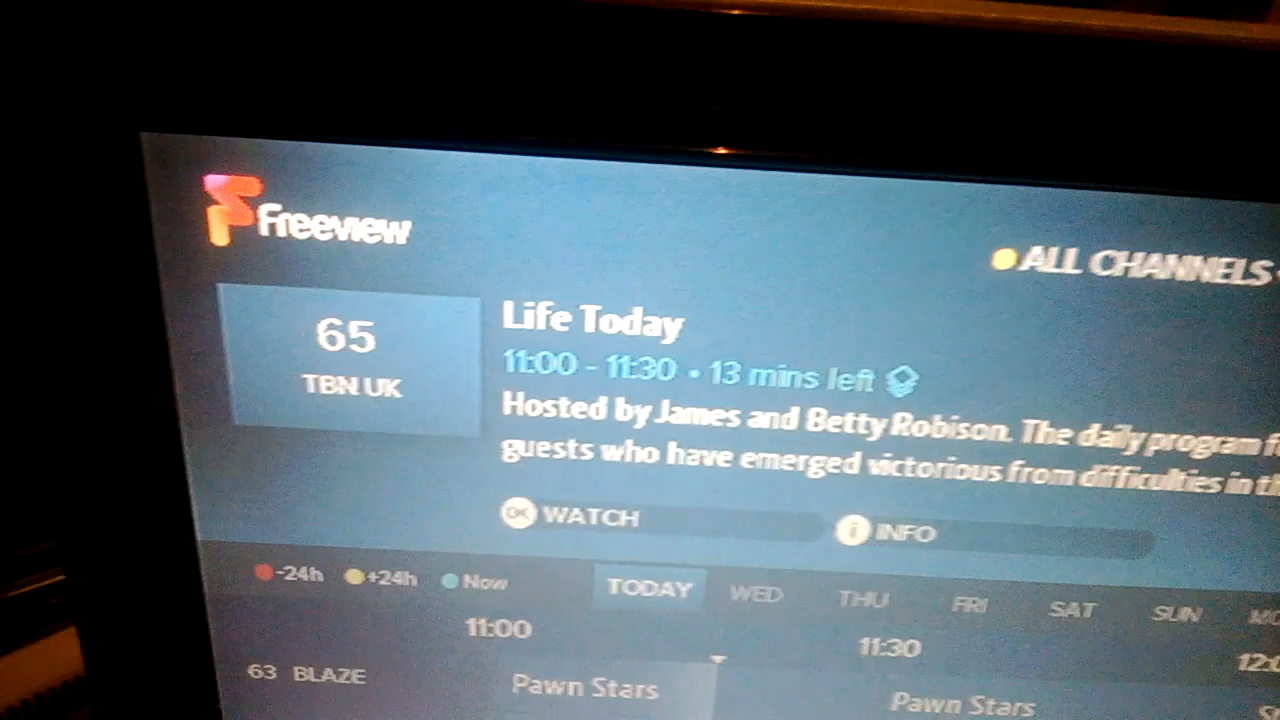 Freeview
ALL CHANNELS
65
TBN UK
Life Today
11:00 - 11:30 • 13 mins left
Hosted by James and Betty Robison. The daily program
guests who have emerged victorious from difficulties in
OK WATCH
i INFO
-24h +24h Now TODAY WED THU FRI SAT SUN
11:00 11:30
63 BLAZE Pawn Stars Pawn Stars